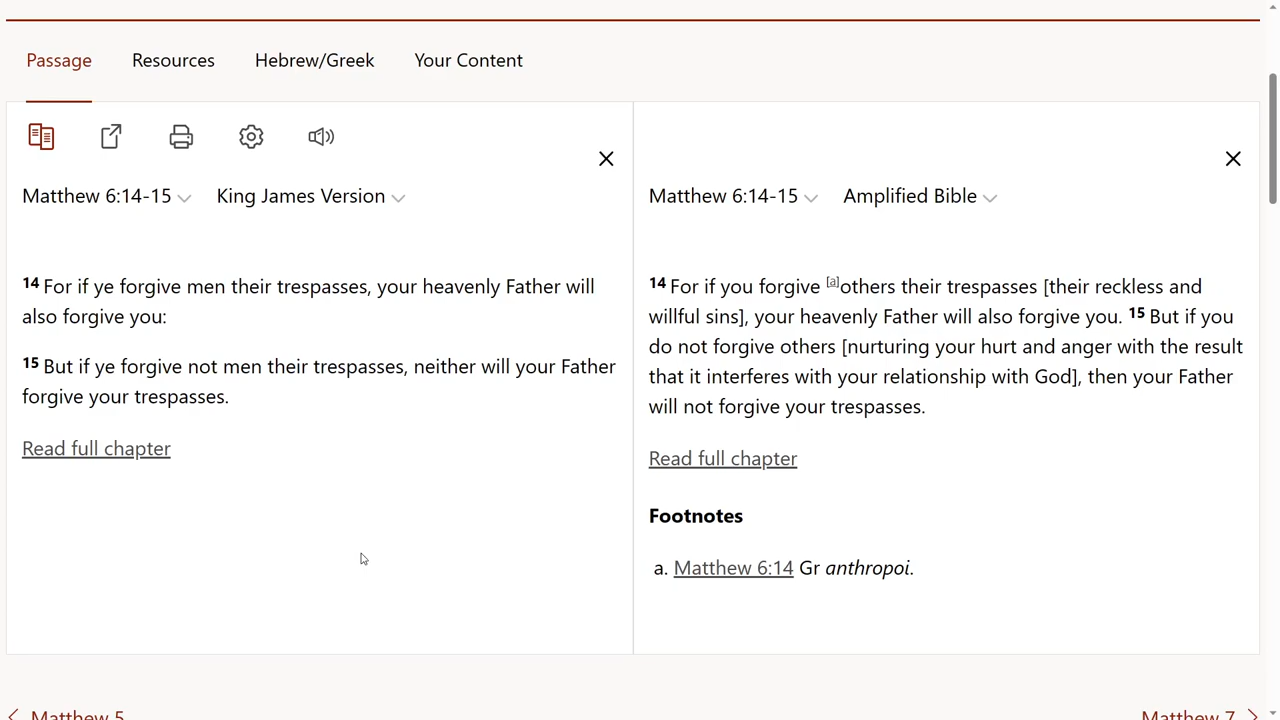 Passage Resources Hebrew/Greek Your Content
Matthew 6:14-15 King James Version
14 For if ye forgive men their trespasses, your heavenly Father will
also forgive you:
15 But if ye forgive not men their trespasses, neither will your Father
forgive your trespasses.
Read full chapter
Matthew 6:14-15 Amplified Bible
14 For if you forgive [a]others their trespasses [their reckless and
willful sins], your heavenly Father will also forgive you. 15 But if you
do not forgive others [nurturing your hurt and anger with the result
that it interferes with your relationship with God], then your Father
will not forgive your trespasses.
Read full chapter
Footnotes
a. Matthew 6:14 Gr anthropoi.
Matthew 5
Matthew 7